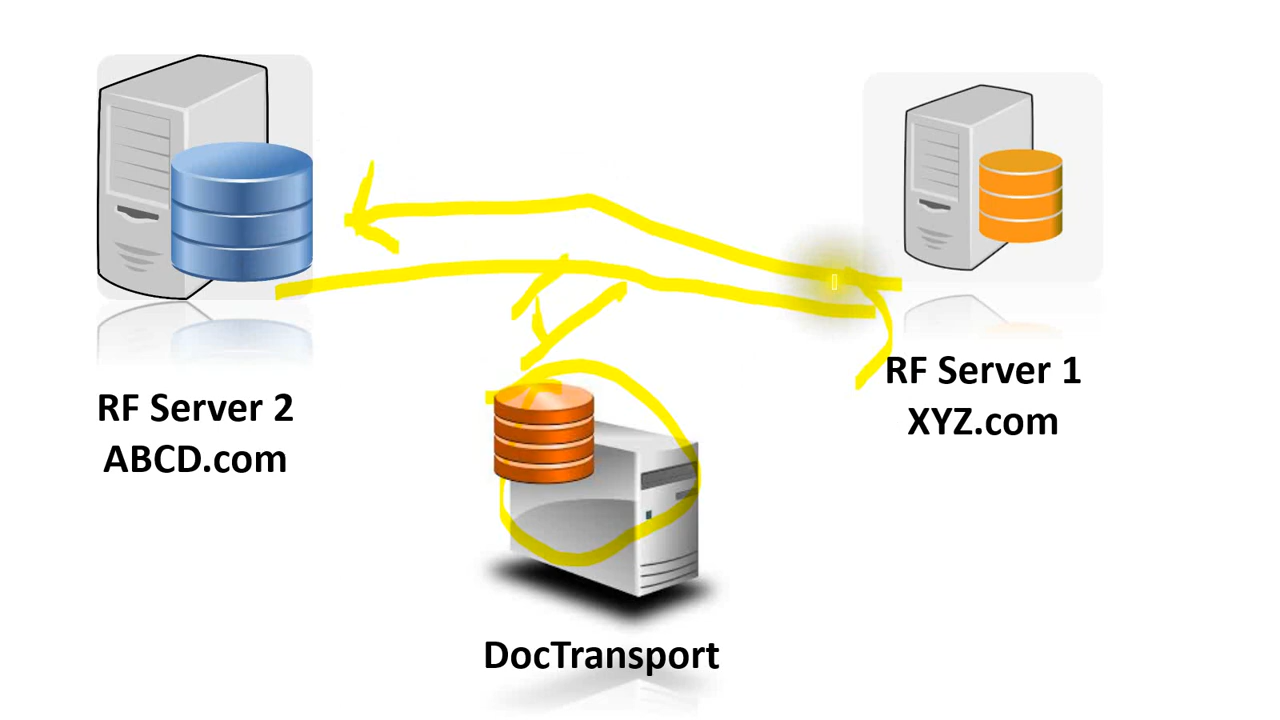 RF Server 2
ABCD.com
RF Server 1
XYZ.com
DocTransport